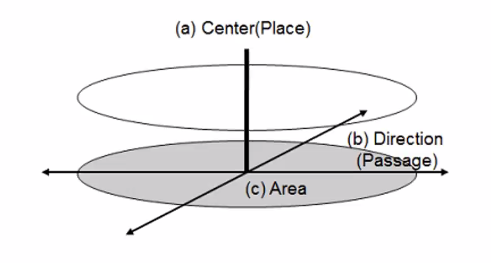 (a) Center(Place)
(b) Direction
(Passage)
(c) Area